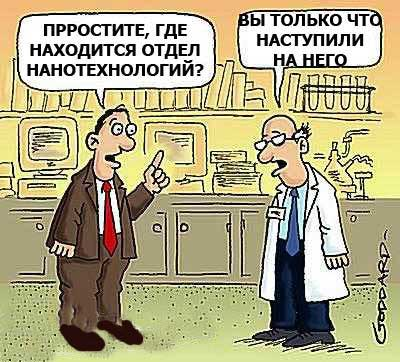 ПРРОСТИТЕ, ГДЕ
НАХОДИТСЯ ОТДЕЛ
НАНОТЕХНОЛОГИЙ?
ВЫ ТОЛЬКО ЧТО
НАСТУПИЛИ
НА НЕГО
GODDARD